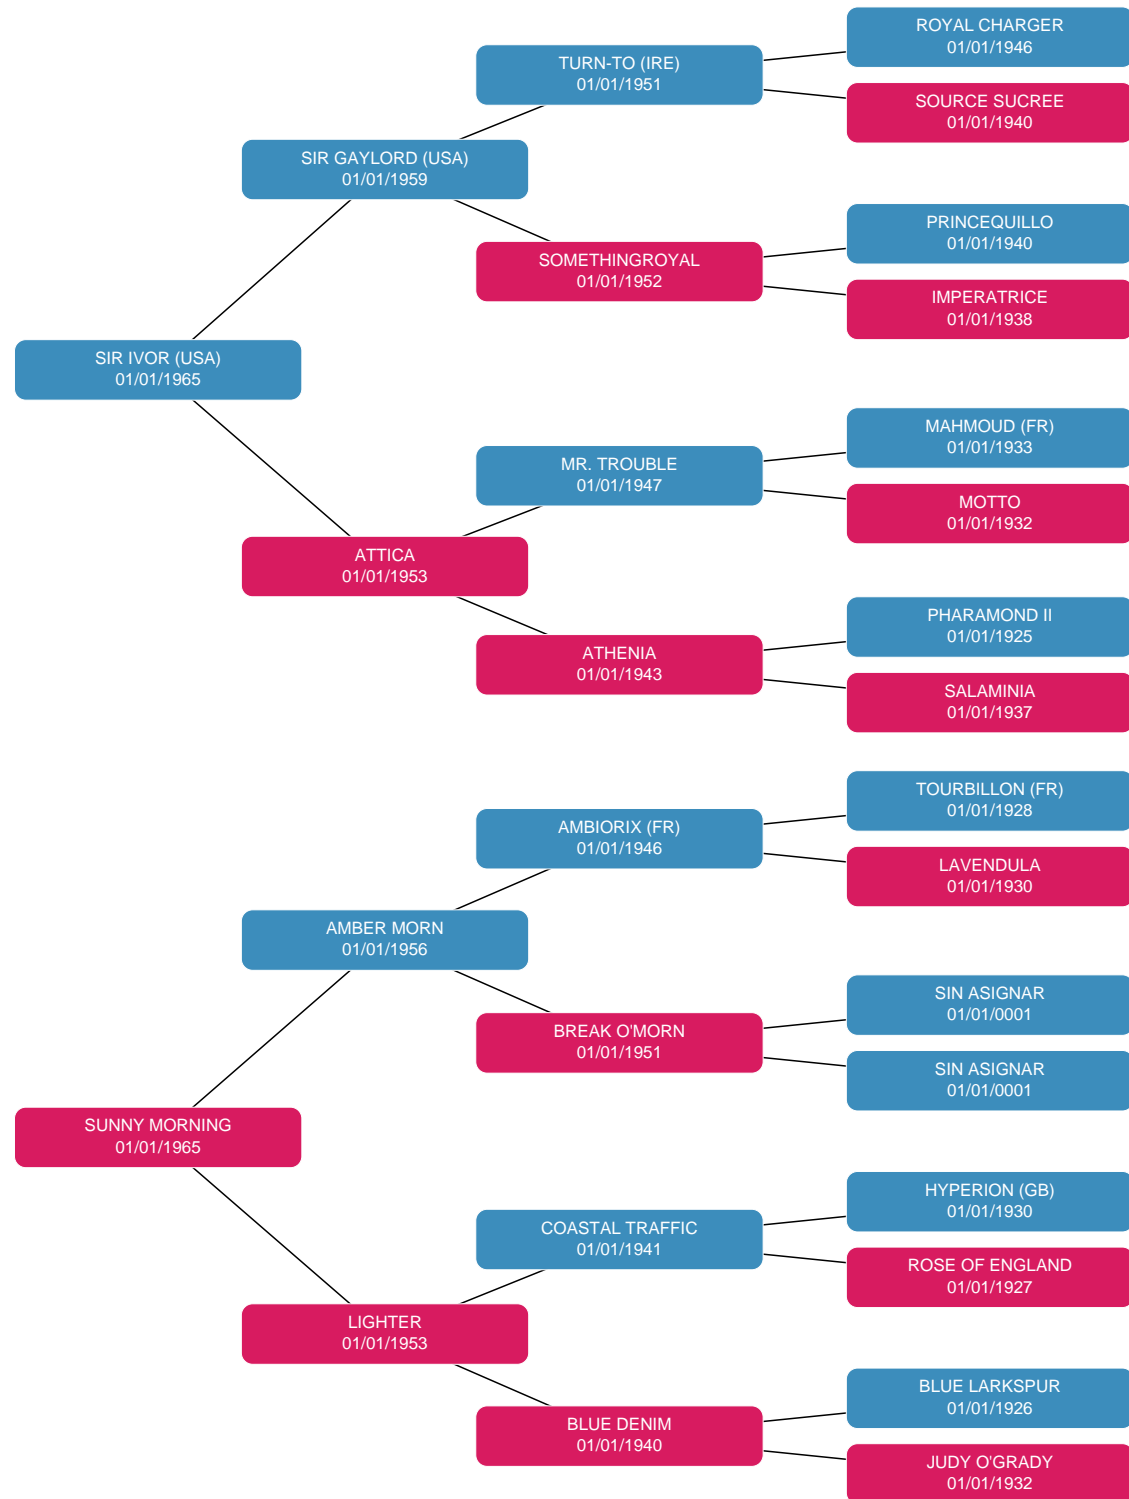 ROYAL CHARGER
01/01/1946
TURN-TO (IRE)
01/01/1951
SOURCE SUCREE
01/01/1940
SIR GAYLORD (USA)
01/01/1959
PRINCEQUILLO
01/01/1940
SOMETHINGROYAL
01/01/1952
IMPERATRICE
01/01/1938
SIR IVOR (USA)
01/01/1965
MAHMOUD (FR)
01/01/1933
MR. TROUBLE
01/01/1947
MOTTO
01/01/1932
ATTICA
01/01/1953
PHARAMOND II
01/01/1925
ATHENIA
01/01/1943
SALAMINIA
01/01/1937
TOURBILLON (FR)
01/01/1928
AMBIORIX (FR)
01/01/1946
LAVENDULA
01/01/1930
AMBER MORN
01/01/1956
SIN ASIGNAR
01/01/0001
BREAK O'MORN
01/01/1951
SIN ASIGNAR
01/01/0001
SUNNY MORNING
01/01/1965
HYPERION (GB)
01/01/1930
COASTAL TRAFFIC
01/01/1941
ROSE OF ENGLAND
01/01/1927
LIGHTER
01/01/1953
BLUE LARKSPUR
01/01/1926
BLUE DENIM
01/01/1940
JUDY O'GRADY
01/01/1932